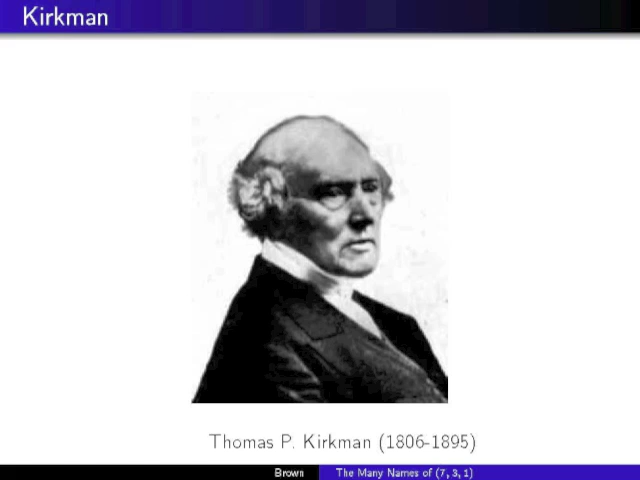 Kirkman
Thomas P. Kirkman (1806-1895)
Brown
The Many Names of (7, 3, 1)